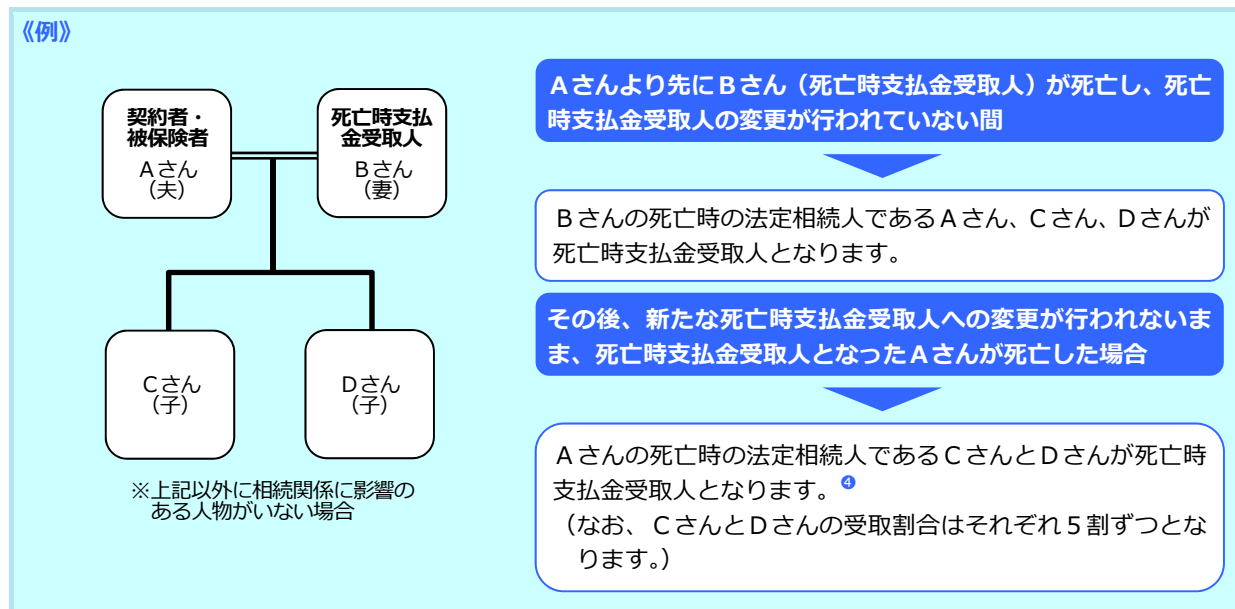 《例》
契約者・
被保険者
Ａさん
（夫）
死亡時支払
金受取人
Ｂさん
（妻）
Ｃさん
（子）
Ｄさん
（子）
※上記以外に相続関係に影響の
ある人物がいない場合
Ａさんより先にＢさん（死亡時支払金受取人）が死亡し、死亡
時支払金受取人の変更が行われていない間
Ｂさんの死亡時の法定相続人であるＡさん、Ｃさん、Ｄさんが
死亡時支払金受取人となります。
その後、新たな死亡時支払金受取人への変更が行われないま
ま、死亡時支払金受取人となったＡさんが死亡した場合
Ａさんの死亡時の法定相続人であるＣさんとＤさんが死亡時
支払金受取人となります。❹
（なお、ＣさんとＤさんの受取割合はそれぞれ５割ずつとな
ります。）